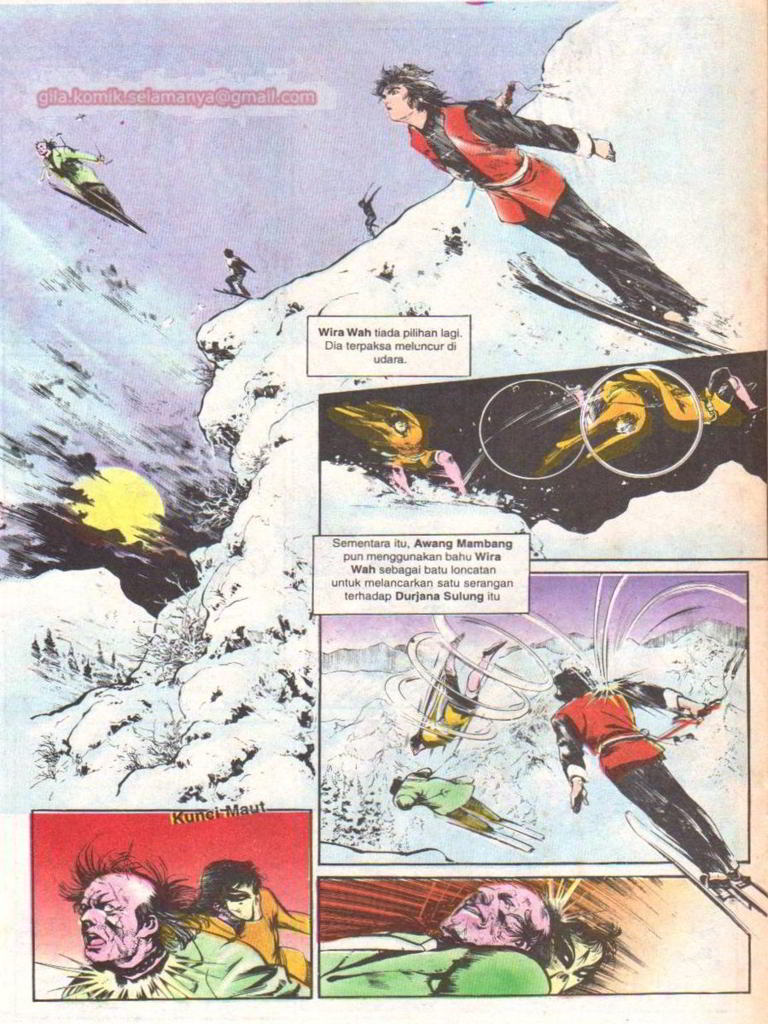 gila.komik.selamanya@gmail.com
Wira Wah tiada pilihan lagi.
Dia terpaksa meluncur di
udara.
Sementara itu, Awang Mambang
pun menggunakan bahu Wira
Wah sebagai batu loncatan
untuk melancarkan satu serangan
terhadap Durjana Sulung itu
Kunci Maut